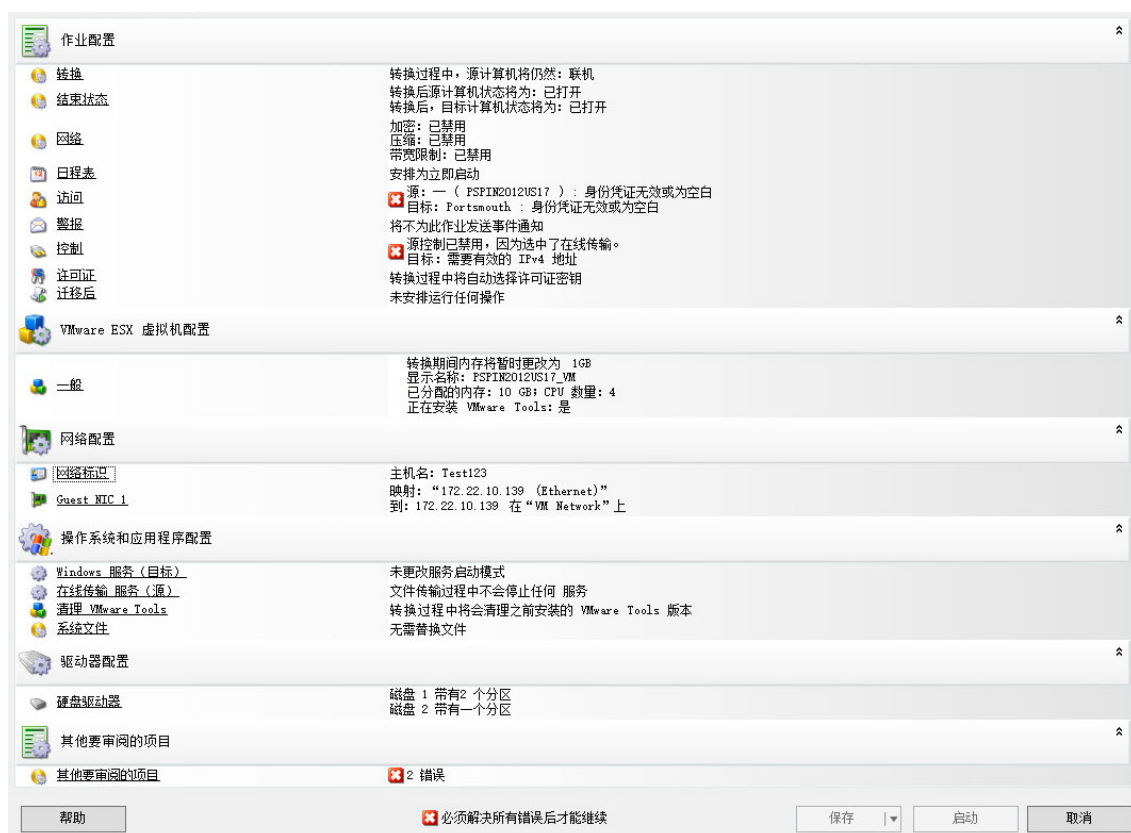 作业配置
转换 转换过程中，源计算机将仍然：联机
结束状态 转换后源计算机状态将为：已打开
转换后，目标计算机状态将为：已打开
网络 加密：已禁用
压缩：已禁用
带宽限制：已禁用
日程表 安排为立即启动
访问 源：一（ PSPIN2012US17 ）：身份凭证无效或为空白
目标：Portsmouth ：身份凭证无效或为空白
警报 将不为此作业发送事件通知
控制 源控制已禁用，因为选中了在线传输。
目标：需要有效的 IPv4 地址
许可证 转换过程中将自动选择许可证密钥
迁移后 未安排运行任何操作
VMware ESX 虚拟机配置
一般 转换期间内存将暂时更改为 1GB
显示名称：PSPIN2012US17_VM
已分配的内存：10 GB；CPU 数量：4
正在安装 VMware Tools：是
网络配置
网络标识 主机名：Test123
Guest NIC 1 映射：“172.22.10.139 (Ethernet)”
到：172.22.10.139 在“VM Network”上
操作系统和应用程序配置
Windows 服务（目标） 未更改服务启动模式
在线传输 服务（源） 文件传输过程中不会停止任何 服务
清理 VMware Tools 转换过程中将会清理之前安装的 VMware Tools 版本
系统文件 无需替换文件
驱动器配置
硬盘驱动器 磁盘 1 带有2 个分区
磁盘 2 带有一个分区
其他要审阅的项目
其他要审阅的项目 2 错误
帮助 必须解决所有错误后才能继续 保存 启动 取消